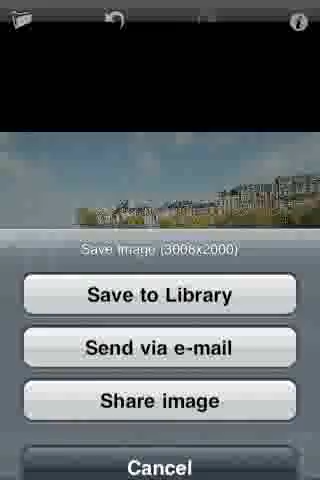 Save Image (3008x2000)
Save to Library
Send via e-mail
Share image
Cancel